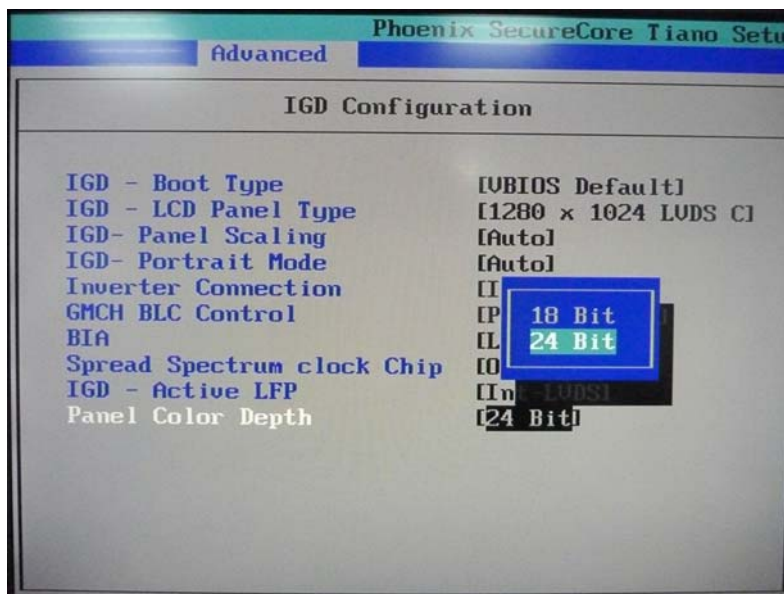 Phoenix SecureCore Tiano Setu
Advanced
IGD Configuration
IGD - Boot Type [VBIOS Default]
IGD - LCD Panel Type [1280 x 1024 LVDS C]
IGD- Panel Scaling [Auto]
IGD- Portrait Mode [Auto]
Inverter Connection [I
GMCH BLC Control [P 18 Bit ]
BIA [L 24 Bit
Spread Spectrum clock Chip [O
IGD - Active LFP [Int-LVDS]
Panel Color Depth [24 Bit]